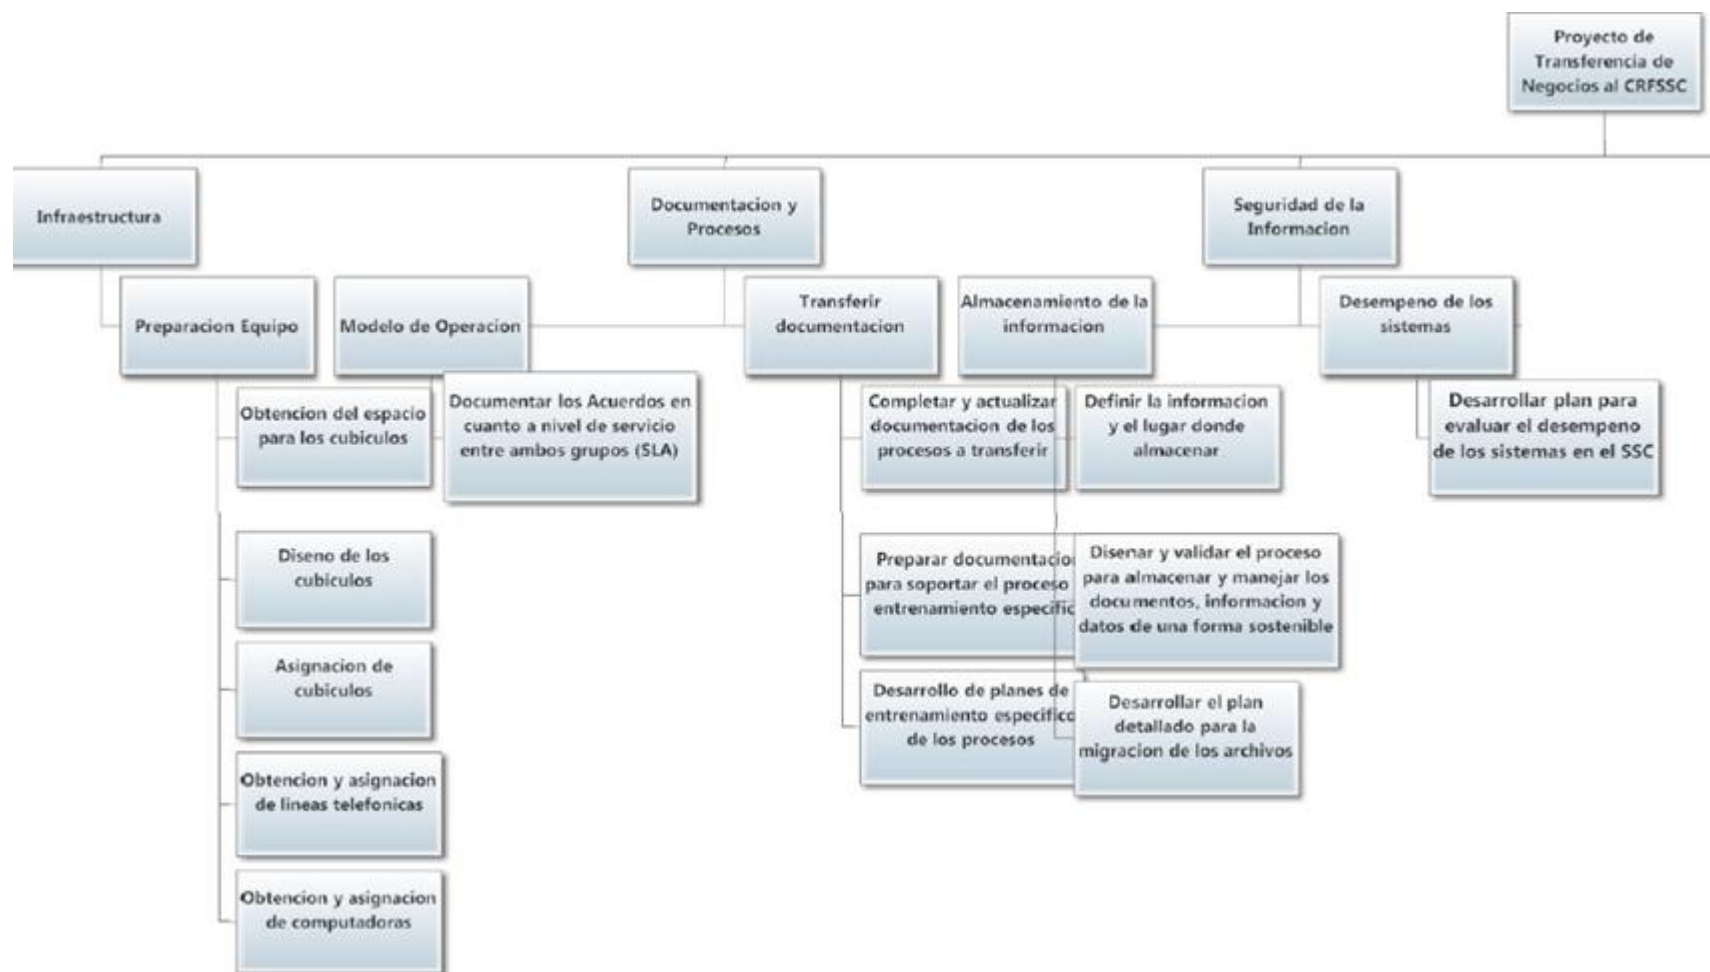 Proyecto de
Transferencia de
Negocios al CRFSSC
Infraestructura
Documentacion y
Procesos
Seguridad de la
Informacion
Preparacion Equipo
Modelo de Operacion
Transferir
documentacion
Almacenamiento de la
informacion
Desempeno de los
sistemas
Obtencion del espacio
para los cubiculos
Documentar los Acuerdos en
cuanto a nivel de servicio
entre ambos grupos (SLA)
Completar y actualizar
documentacion de los
procesos a transferir
Definir la informacion
y el lugar donde
almacenar
Desarrollar plan para
evaluar el desempeno
de los sistemas en el SSC
Diseno de los
cubiculos
Preparar
para soportar el proceso
entrenamiento
Disenar y validar el proceso
para almacenar y manejar los
documentos, informacion y
datos de una forma sostenible
Asignacion de
cubiculos
Desarrollo de planes de
entrenamiento
de los procesos
Desarrollar el plan
detallado para la
migracion de los archivos
Obtencion y asignacion
de lineas telefonicas
Obtencion y asignacion
de computadoras